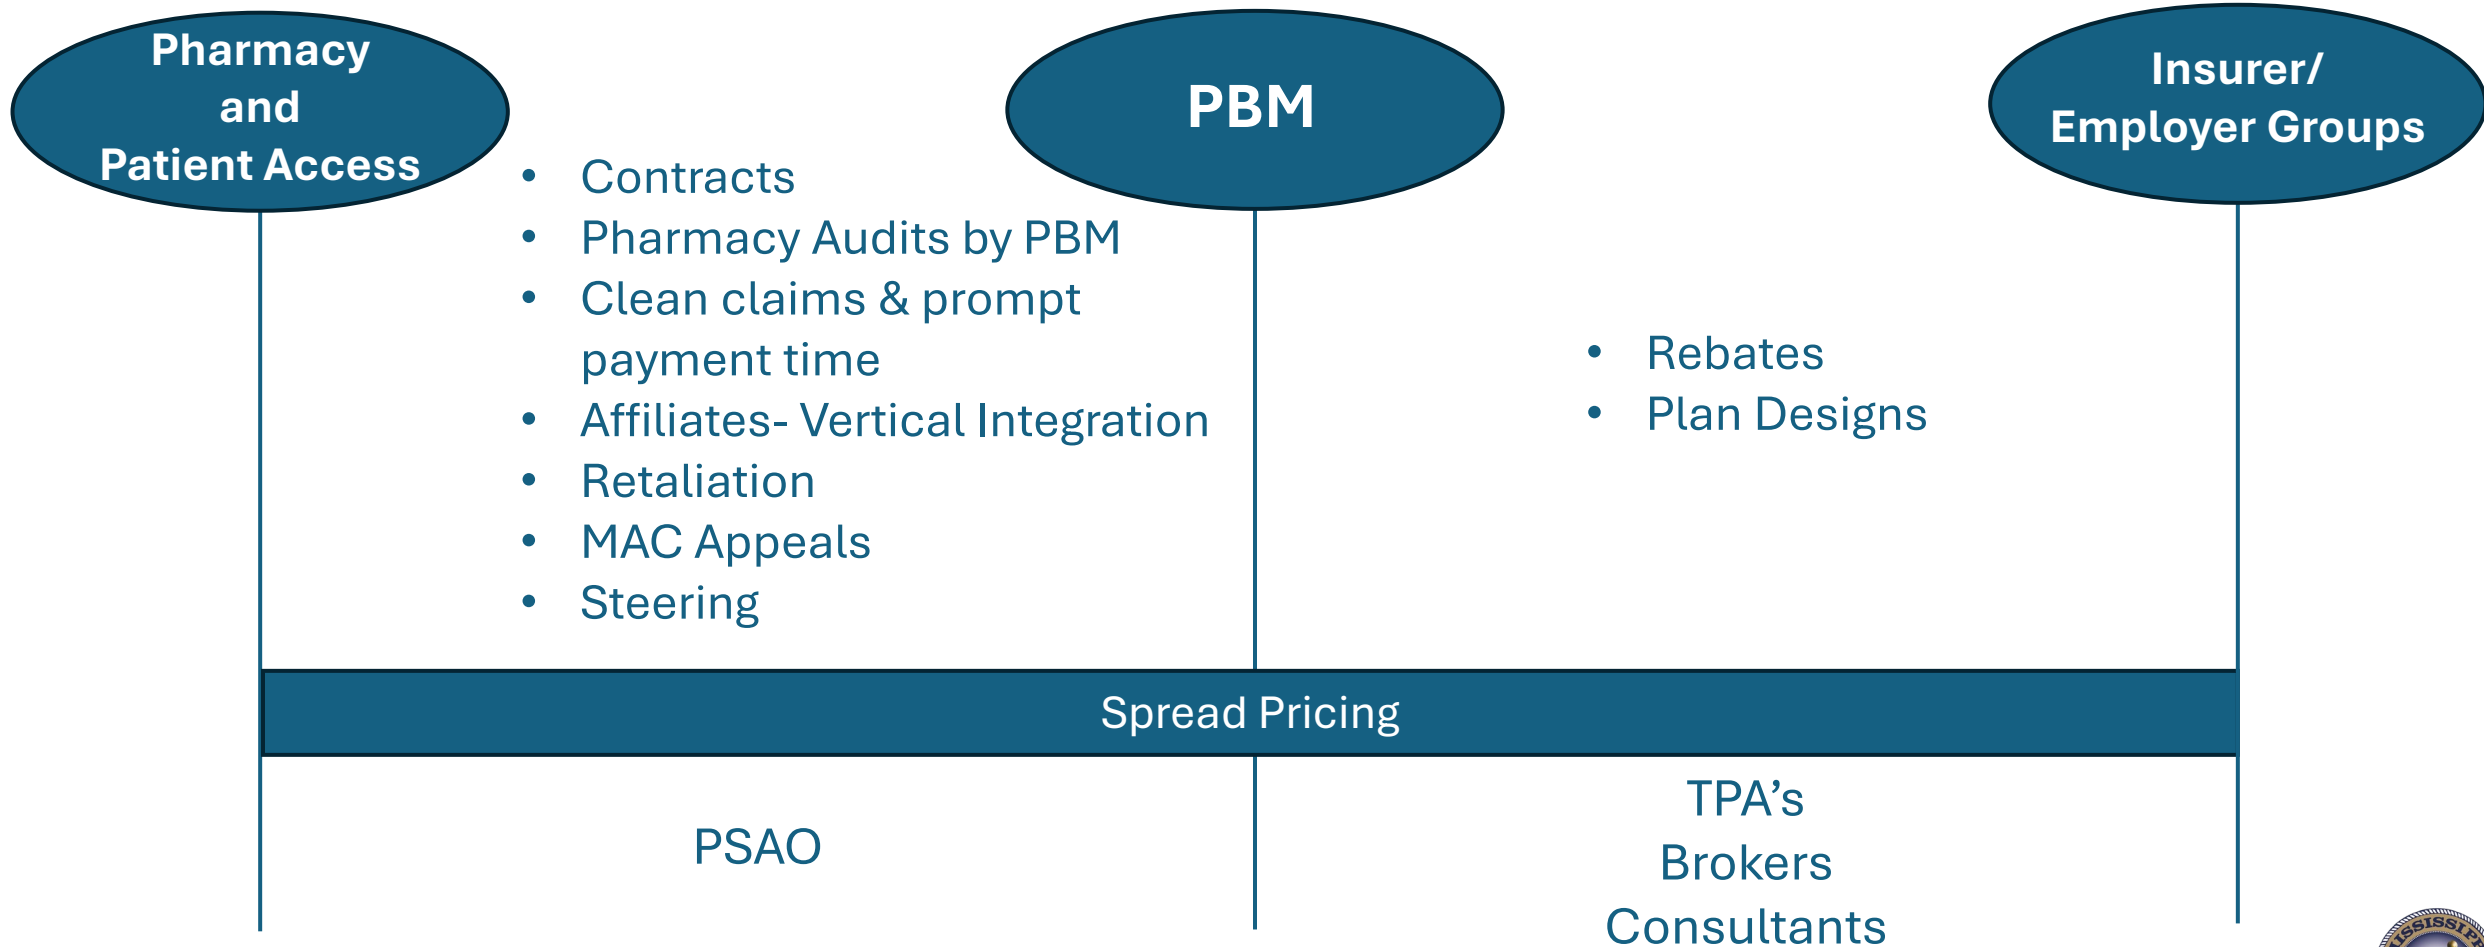 Pharmacy
and
Patient Access
PBM
Insurer/
Employer Groups
• Contracts
• Pharmacy Audits by PBM
• Clean claims & prompt
payment time
• Affiliates- Vertical Integration
• Retaliation
• MAC Appeals
• Steering
• Rebates
• Plan Designs
Spread Pricing
PSAO
TPA’s
Brokers
Consultants